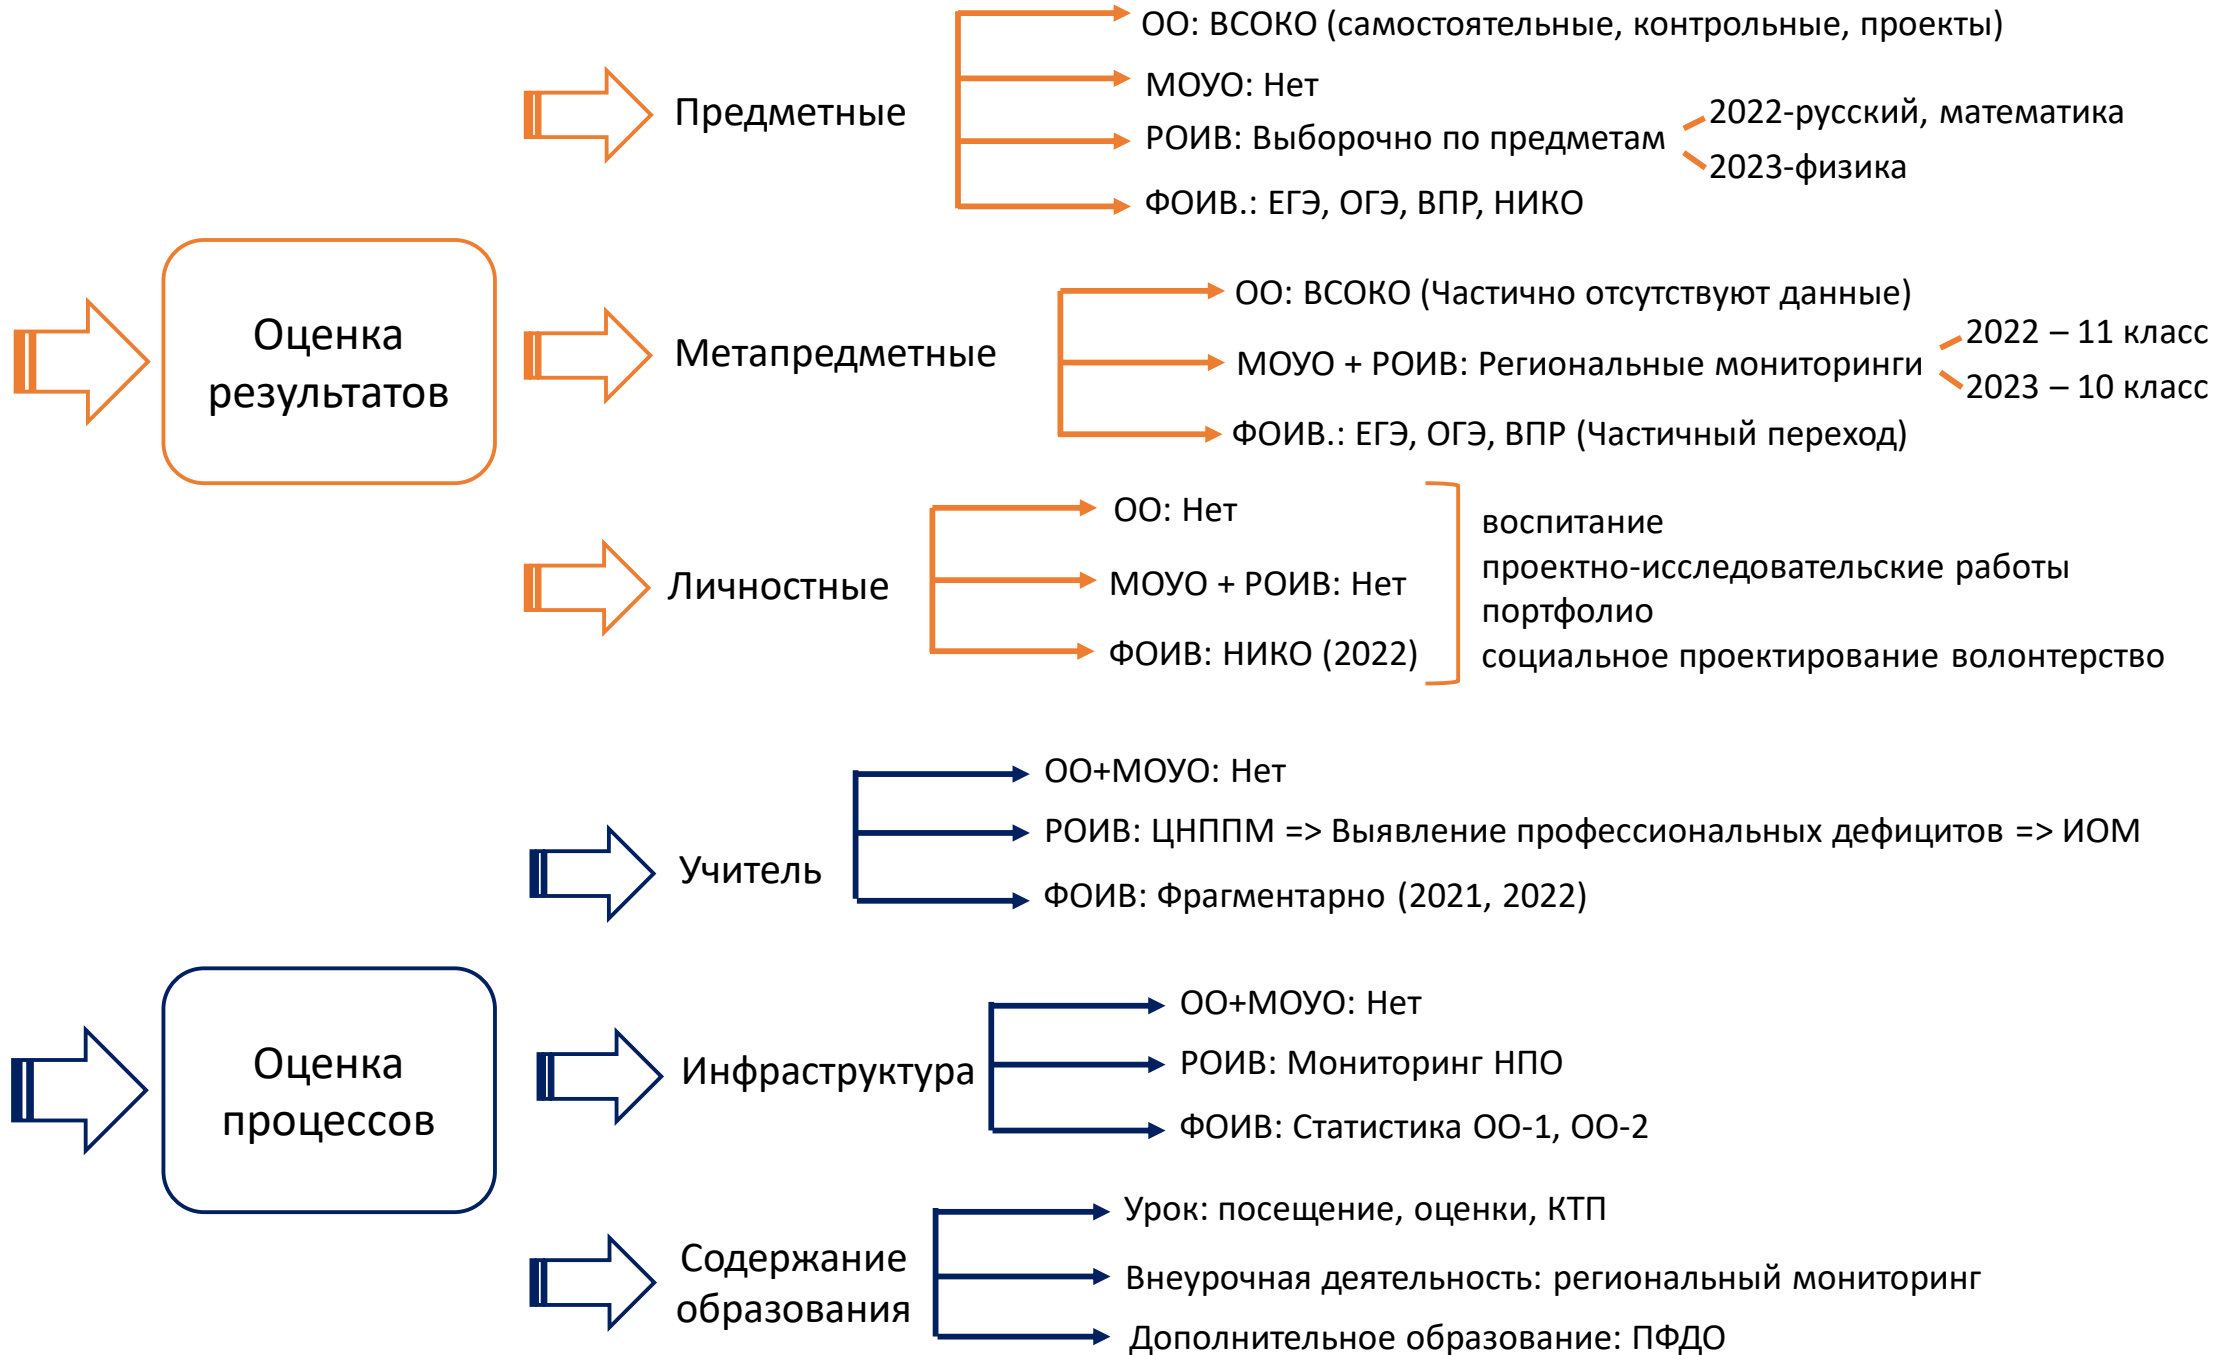 ОО: ВСОКО (самостоятельные, контрольные, проекты)
Предметные
МОУО: Нет
РОИВ: Выборочно по предметам
2022-русский, математика
2023-физика
ФОИВ.: ЕГЭ, ОГЭ, ВПР, НИКО
Оценка
результатов
Метапредметные
ОО: ВСОКО (Частично отсутствуют данные)
МОУО + РОИВ: Региональные мониторинги
2022 – 11 класс
2023 – 10 класс
ФОИВ.: ЕГЭ, ОГЭ, ВПР (Частичный переход)
Личностные
ОО: Нет
МОУО + РОИВ: Нет
ФОИВ: НИКО (2022)
воспитание
проектно-исследовательские работы
портфолио
социальное проектирование волонтерство
Учитель
ОО+МОУО: Нет
РОИВ: ЦНППМ => Выявление профессиональных дефицитов => ИОМ
ФОИВ: Фрагментарно (2021, 2022)
Оценка
процессов
Инфраструктура
ОО+МОУО: Нет
РОИВ: Мониторинг НПО
ФОИВ: Статистика ОО-1, ОО-2
Содержание
образования
Урок: посещение, оценки, КТП
Внеурочная деятельность: региональный мониторинг
Дополнительное образование: ПФДО